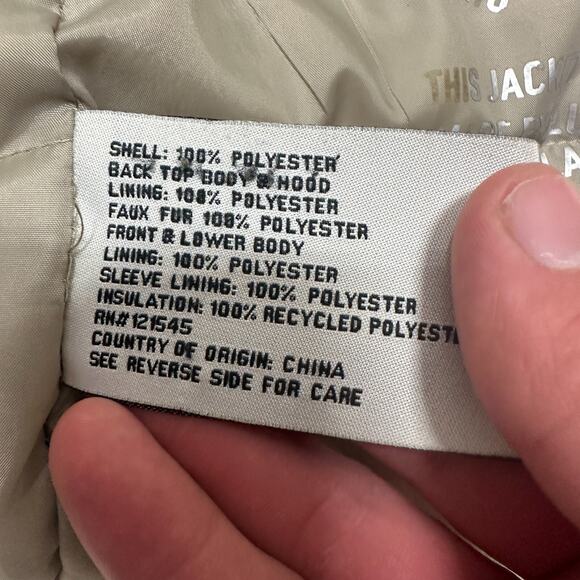 THIS JACK
SHELL: 100% POLYESTER
BACK TOP BODY & HOOD
LINING: 100% POLYESTER
FAUX FUR 100% POLYESTER
FRONT & LOWER BODY
LINING: 100% POLYESTER
SLEEVE LINING: 100% POLYESTER
INSULATION: 100% RECYCLED POLYEST
RN#121545
COUNTRY OF ORIGIN: CHINA
SEE REVERSE SIDE FOR CARE